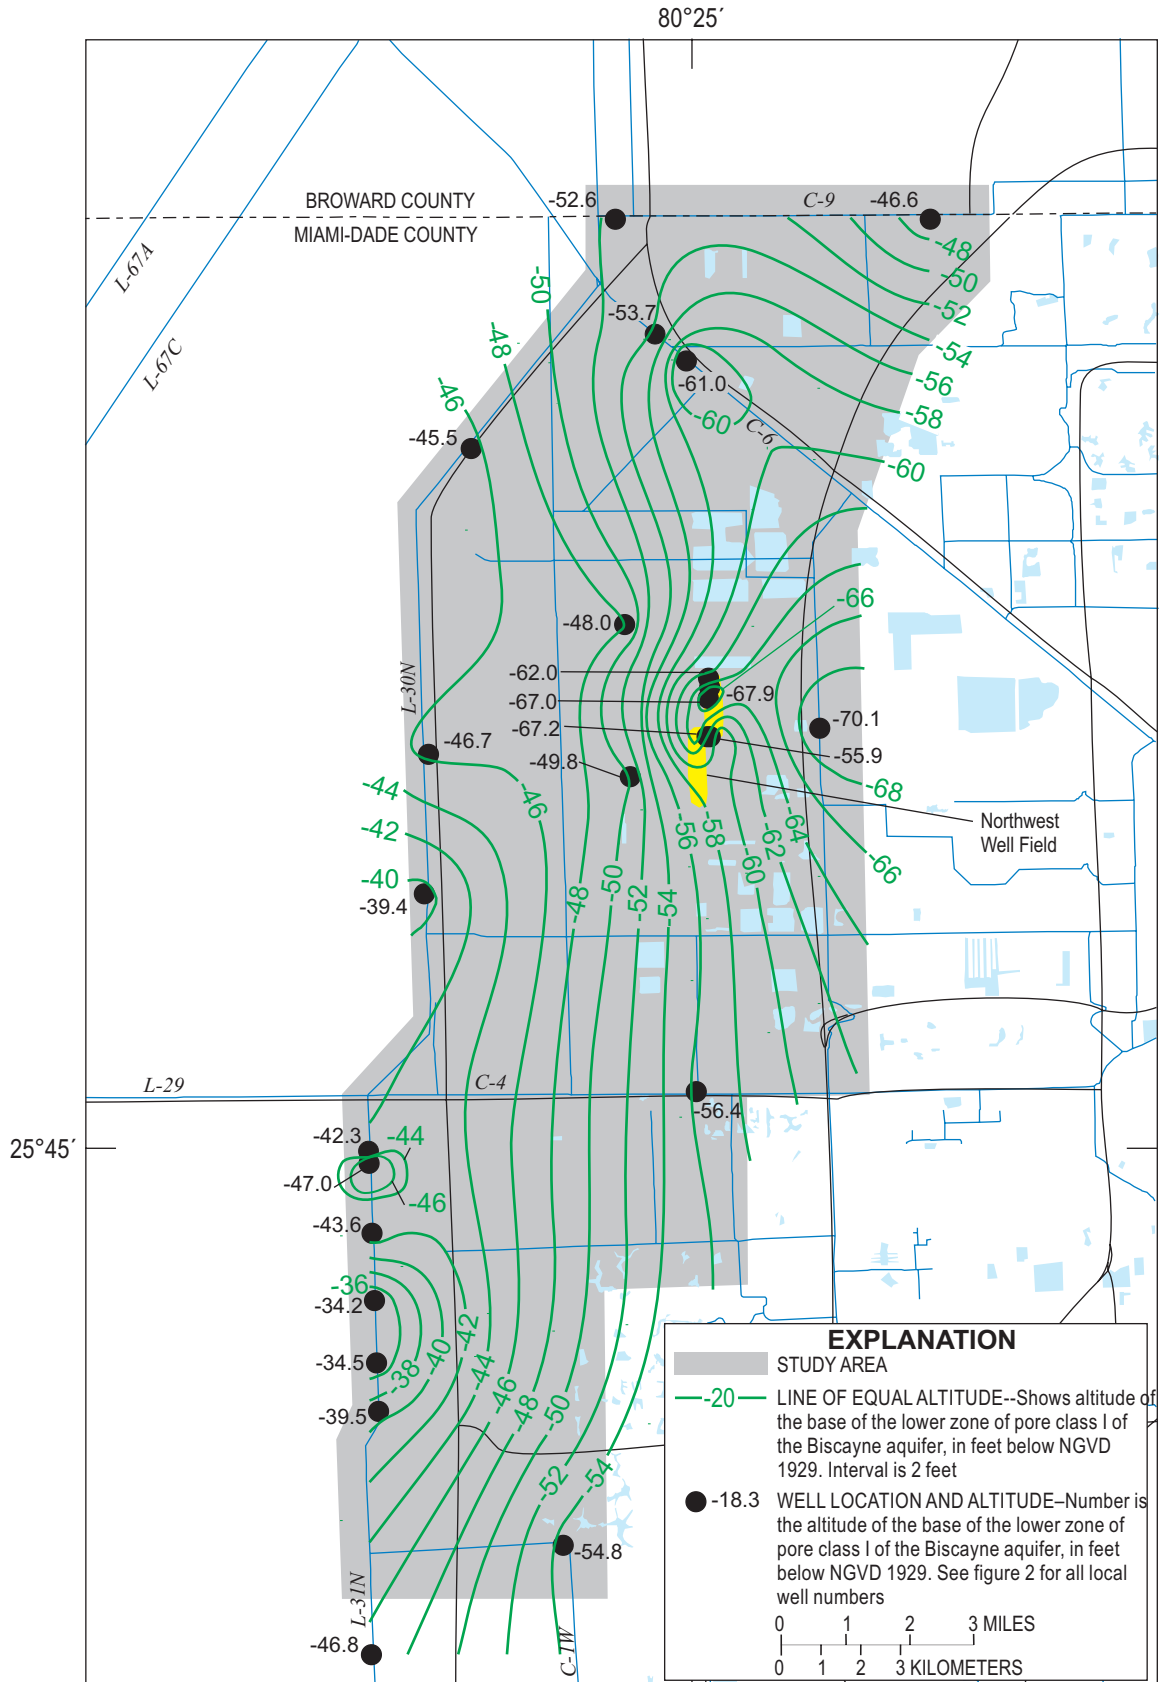 80°25´
BROWARD COUNTY
MIAMI-DADE COUNTY
-52.6
C-9
-46.6
L-67A
L-67C
-48
-50
-52
-54
-56
-58
-60
-50
-48
-46
-53.7
-61.0
-60
C-6
-45.5
-48.0
-66
-62.0
-67.0
-67.9
-67.2
-70.1
-55.9
L-30N
-46.7
-49.8
-68
-44
-46
-42
-40
-39.4
-56
-58
-62
-64
-60
-66
-48
-50
-52
-54
Northwest
Well Field
L-29
C-4
-56.4
25°45´
-42.3
-44
-47.0
-46
-43.6
-36
-34.2
-34.5
-38
-40
-42
-44
-46
-48
-50
-39.5
-52
-54
-54.8
L-31N
-46.8
C-1W
EXPLANATION
STUDY AREA
-20
LINE OF EQUAL ALTITUDE--Shows altitude of
the base of the lower zone of pore class I of
the Biscayne aquifer, in feet below NGVD
1929. Interval is 2 feet
-18.3
WELL LOCATION AND ALTITUDE–Number is
the altitude of the base of the lower zone of
pore class I of the Biscayne aquifer, in feet
below NGVD 1929. See figure 2 for all local
well numbers
0 1 2 3 MILES
0 1 2 3 KILOMETERS